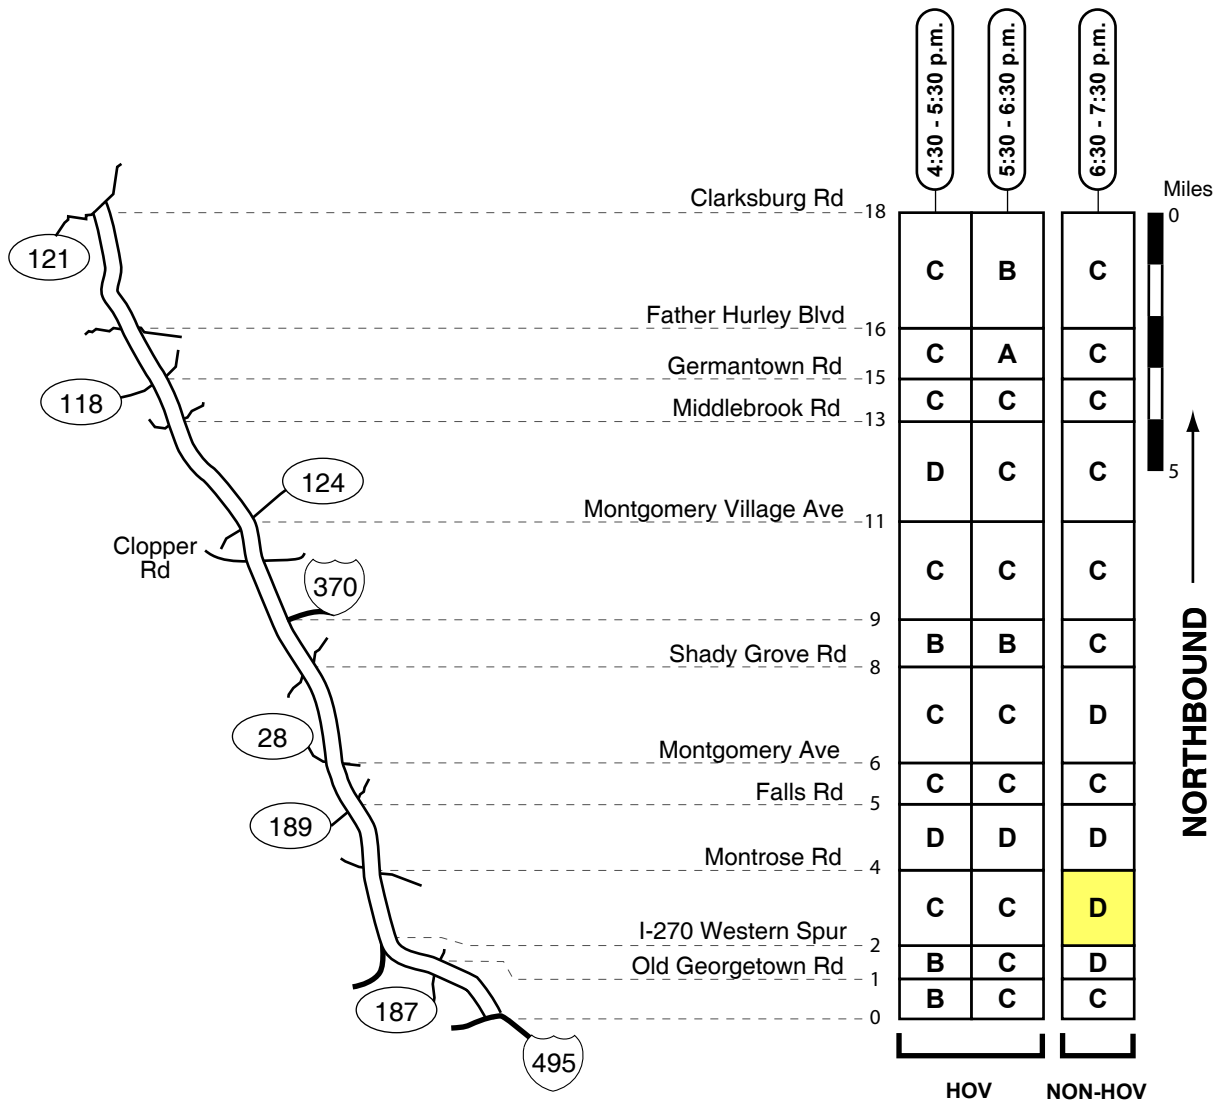 4:30 - 5:30 p.m.
5:30 - 6:30 p.m.
6:30 - 7:30 p.m.
Miles
Clarksburg Rd
18
0
121
C B C
Father Hurley Blvd
16
C A C
Germantown Rd
15
118
C C C
Middlebrook Rd
13
D C C
5
124
Montgomery Village Ave
11
Clopper
Rd
C C C
370
9
B B C
Shady Grove Rd
8
C C D
28
Montgomery Ave
6
C C C
Falls Rd
5
189
D D D
Montrose Rd
4
C C D
I-270 Western Spur
2
B C D
Old Georgetown Rd
1
187
B C C
0
495
NORTHBOUND
HOV
NON-HOV